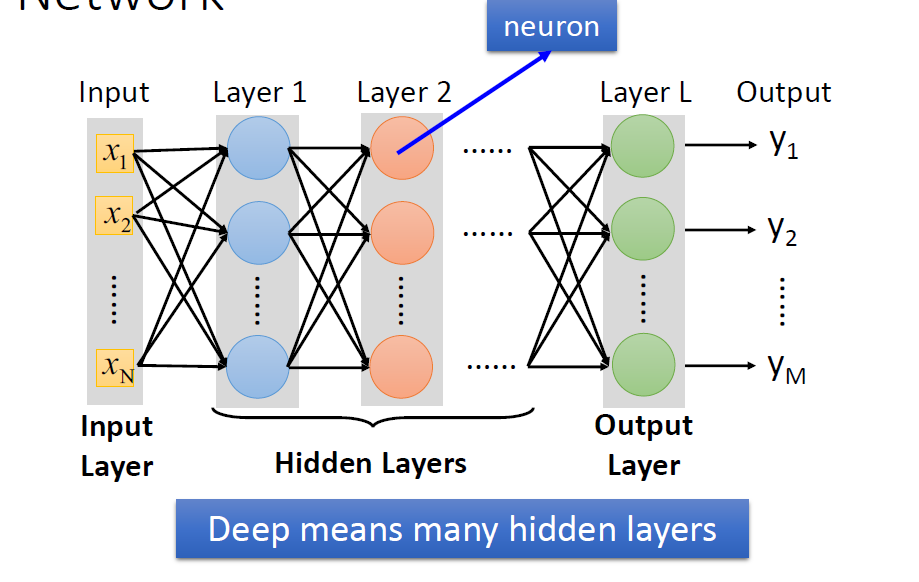 Network
neuron
Input Layer 1 Layer 2 Layer L Output
x₁ ...... y₁
x₂ ...... y₂
...... ...... ...... ...... ......
xN ...... yM
Input
Layer
Hidden Layers
Output
Layer
Deep means many hidden layers